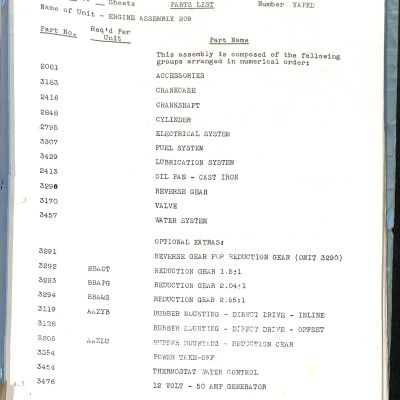 Sheets PARTS LIST Number YAPKD
Name of Unit - ENGINE ASSEMBLY 209
Part No. Req'd Per Unit Part Name
This assembly is composed of the following
groups arranged in numerical order:
2061 ACCESSORIES
3153 CRANKCASE
2416 CRANKSHAFT
2846 CYLINDER
2795 ELECTRICAL SYSTEM
3307 FUEL SYSTEM
3429 LUBRICATION SYSTEM
2413 OIL PAN - CAST IRON
3290 REVERSE GEAR
3170 VALVE
3457 WATER SYSTEM
OPTIONAL EXTRAS:
3291 REVERSE GEAR FOR REDUCTION GEAR (OMIT 3290)
3292 BBAOT REDUCTION GEAR 1.5:1
3293 BBAPG REDUCTION GEAR 2.04:1
3294 BBAWS REDUCTION GEAR 2.55:1
3119 AAZYB RUBBER MOUNTING - DIRECT DRIVE - INLINE
3126 RUBBER MOUNTING - DIRECT DRIVE - OFFSET
3205 AAZLU RUBBER MOUNTING - REDUCTION GEAR
3354 POWER TAKE-OFF
3454 THERMOSTAT WATER CONTROL
3476 12 VOLT - 50 AMP GENERATOR